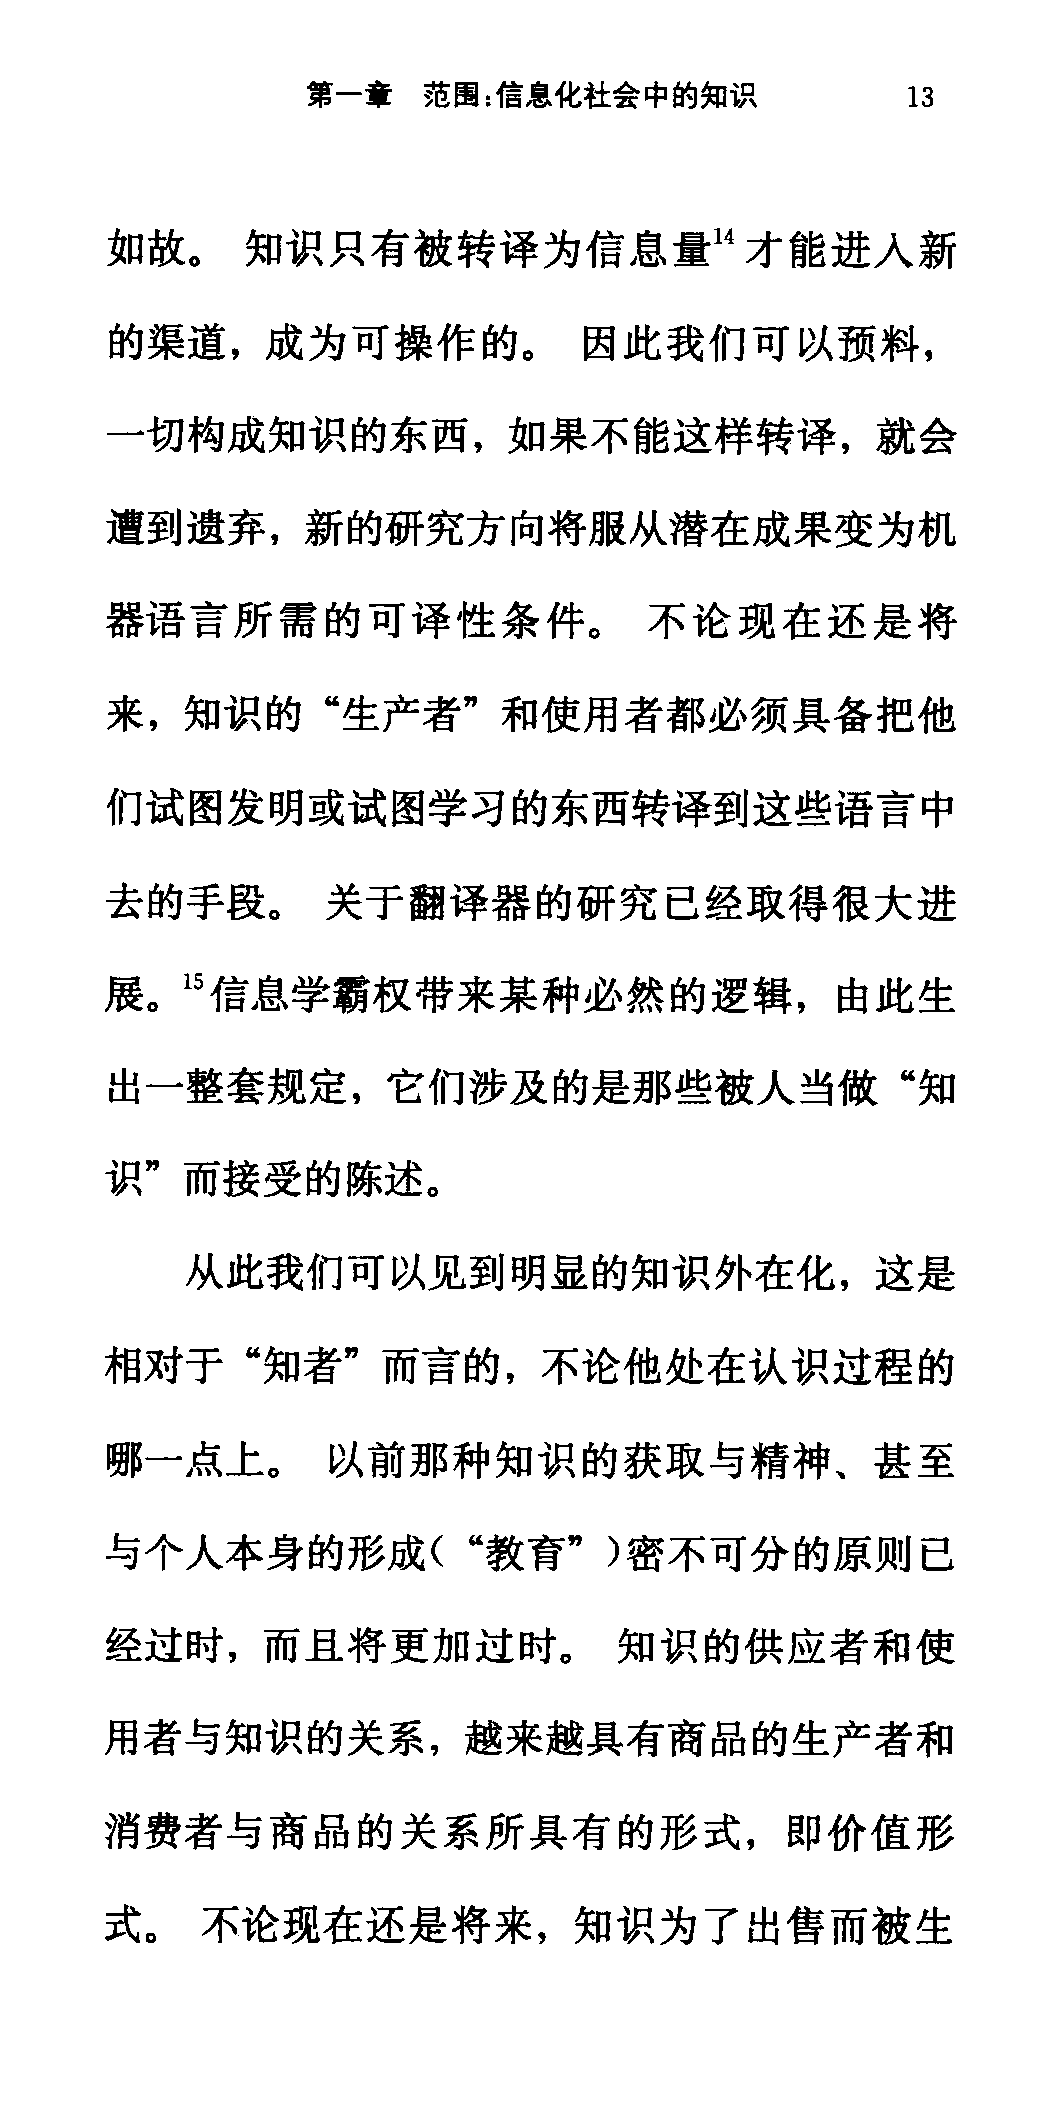 第一章 范围:信息化社会中的知识 13
如故。 知识只有被转译为信息量14 才能进入新
的渠道，成为可操作的。 因此我们可以预料，
一切构成知识的东西，如果不能这样转译，就会
遭到遗弃，新的研究方向将服从潜在成果变为机
器语言所需的可译性条件。 不论现在还是将
来，知识的“生产者”和使用者都必须具备把他
们试图发明或试图学习的东西转译到这些语言中
去的手段。 关于翻译器的研究已经取得很大进
展。15信息学霸权带来某种必然的逻辑，由此生
出一整套规定，它们涉及的是那些被人当做“知
识”而接受的陈述。
从此我们可以见到明显的知识外在化，这是
相对于“知者”而言的，不论他处在认识过程的
哪一点上。 以前那种知识的获取与精神、甚至
与个人本身的形成(“教育”)密不可分的原则已
经过时，而且将更加过时。 知识的供应者和使
用者与知识的关系，越来越具有商品的生产者和
消费者与商品的关系所具有的形式，即价值形
式。 不论现在还是将来，知识为了出售而被生